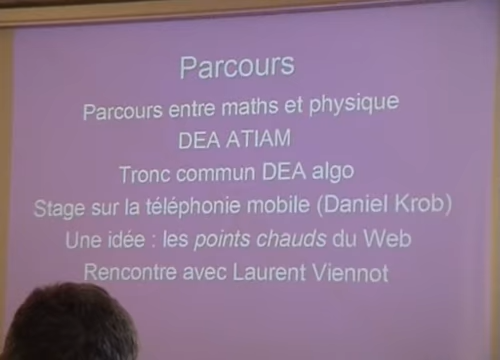 Parcours
Parcours entre maths et physique
DEA ATIAM
Tronc commun DEA algo
Stage sur la téléphonie mobile (Daniel Krob)
Une idée : les points chauds du Web
Rencontre avec Laurent Viennot